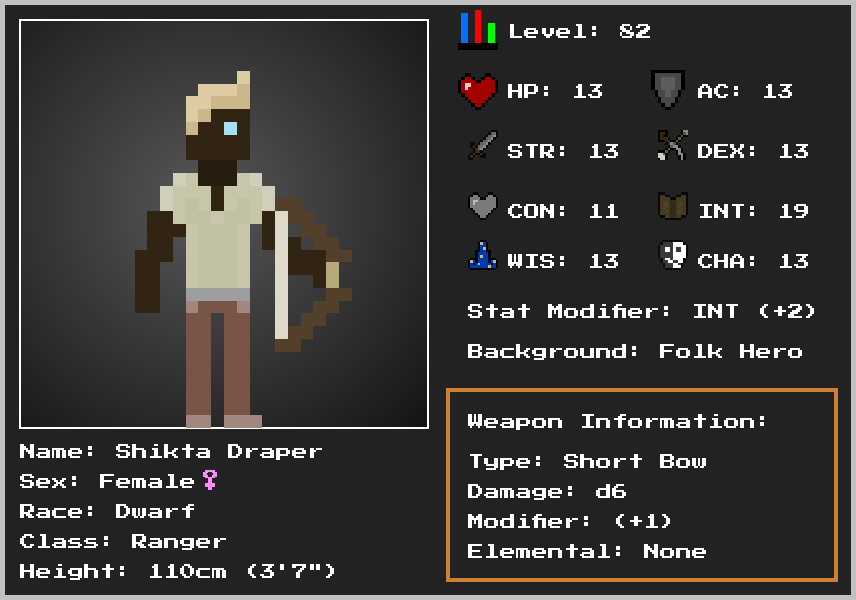 Level: 82
HP: 13 AC: 13
STR: 13 DEX: 13
CON: 11 INT: 19
WIS: 13 CHA: 13
Stat Modifier: INT (+2)
Background: Folk Hero
Weapon Information:
Type: Short Bow
Damage: d6
Modifier: (+1)
Elemental: None
Name: Shikta Draper
Sex: Female♀
Race: Dwarf
Class: Ranger
Height: 110cm (3'7")